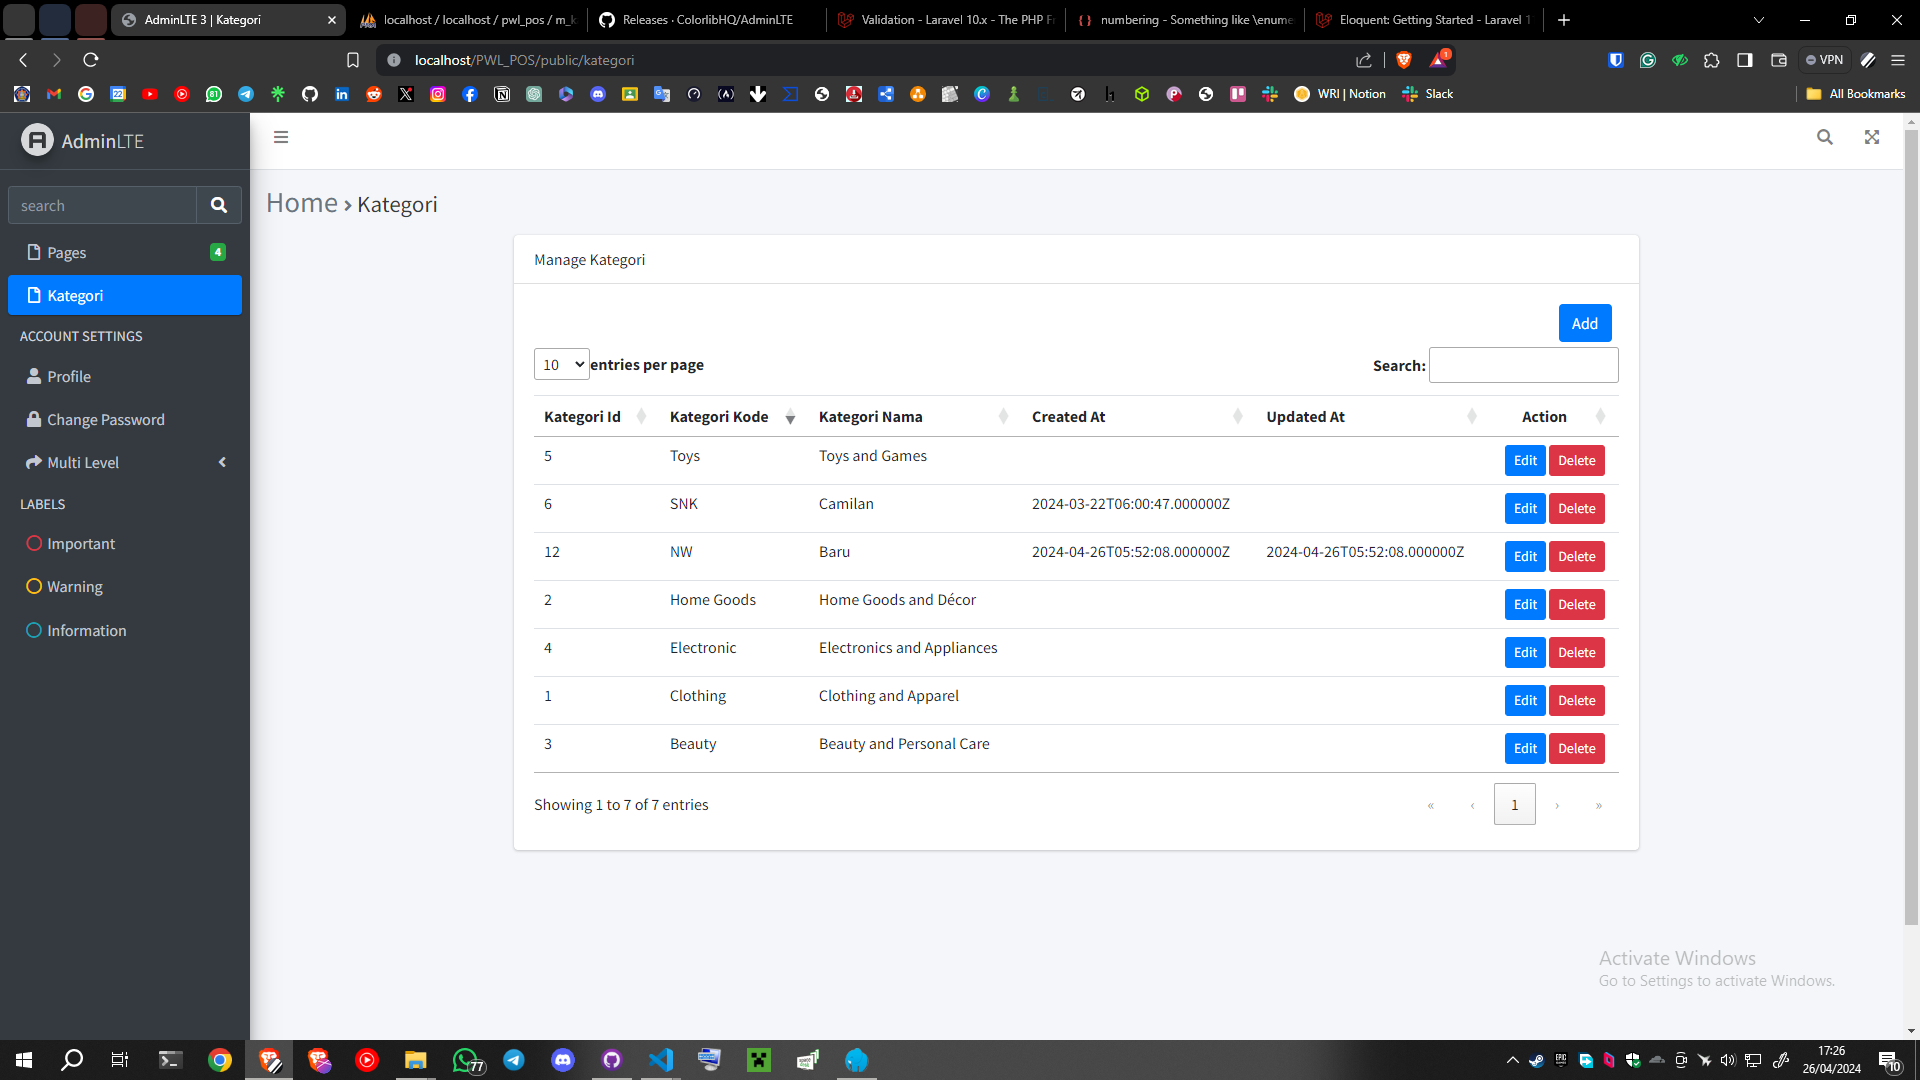 AdminLTE 3 | Kategori
localhost / localhost / pwl_pos / m_k
Releases · ColorlibHQ/AdminLTE
Validation - Laravel 10.x - The PHP Fr
numbering - Something like \enume
Eloquent: Getting Started - Laravel 1
localhost/PWL_POS/public/kategori
1
VPN
22
81
WRI | Notion
Slack
All Bookmarks
AdminLTE
search
Pages
4
Kategori
ACCOUNT SETTINGS
Profile
Change Password
Multi Level
LABELS
Important
Warning
Information
Home › Kategori
Manage Kategori
Add
10 entries per page
Search:
Kategori Id Kategori Kode Kategori Nama Created At Updated At Action
5 Toys Toys and Games Edit Delete
6 SNK Camilan 2024-03-22T06:00:47.000000Z Edit Delete
12 NW Baru 2024-04-26T05:52:08.000000Z 2024-04-26T05:52:08.000000Z Edit Delete
2 Home Goods Home Goods and Décor Edit Delete
4 Electronic Electronics and Appliances Edit Delete
1 Clothing Clothing and Apparel Edit Delete
3 Beauty Beauty and Personal Care Edit Delete
Showing 1 to 7 of 7 entries
« ‹ 1 › »
Activate Windows
Go to Settings to activate Windows.
77
17:26
26/04/2024
10